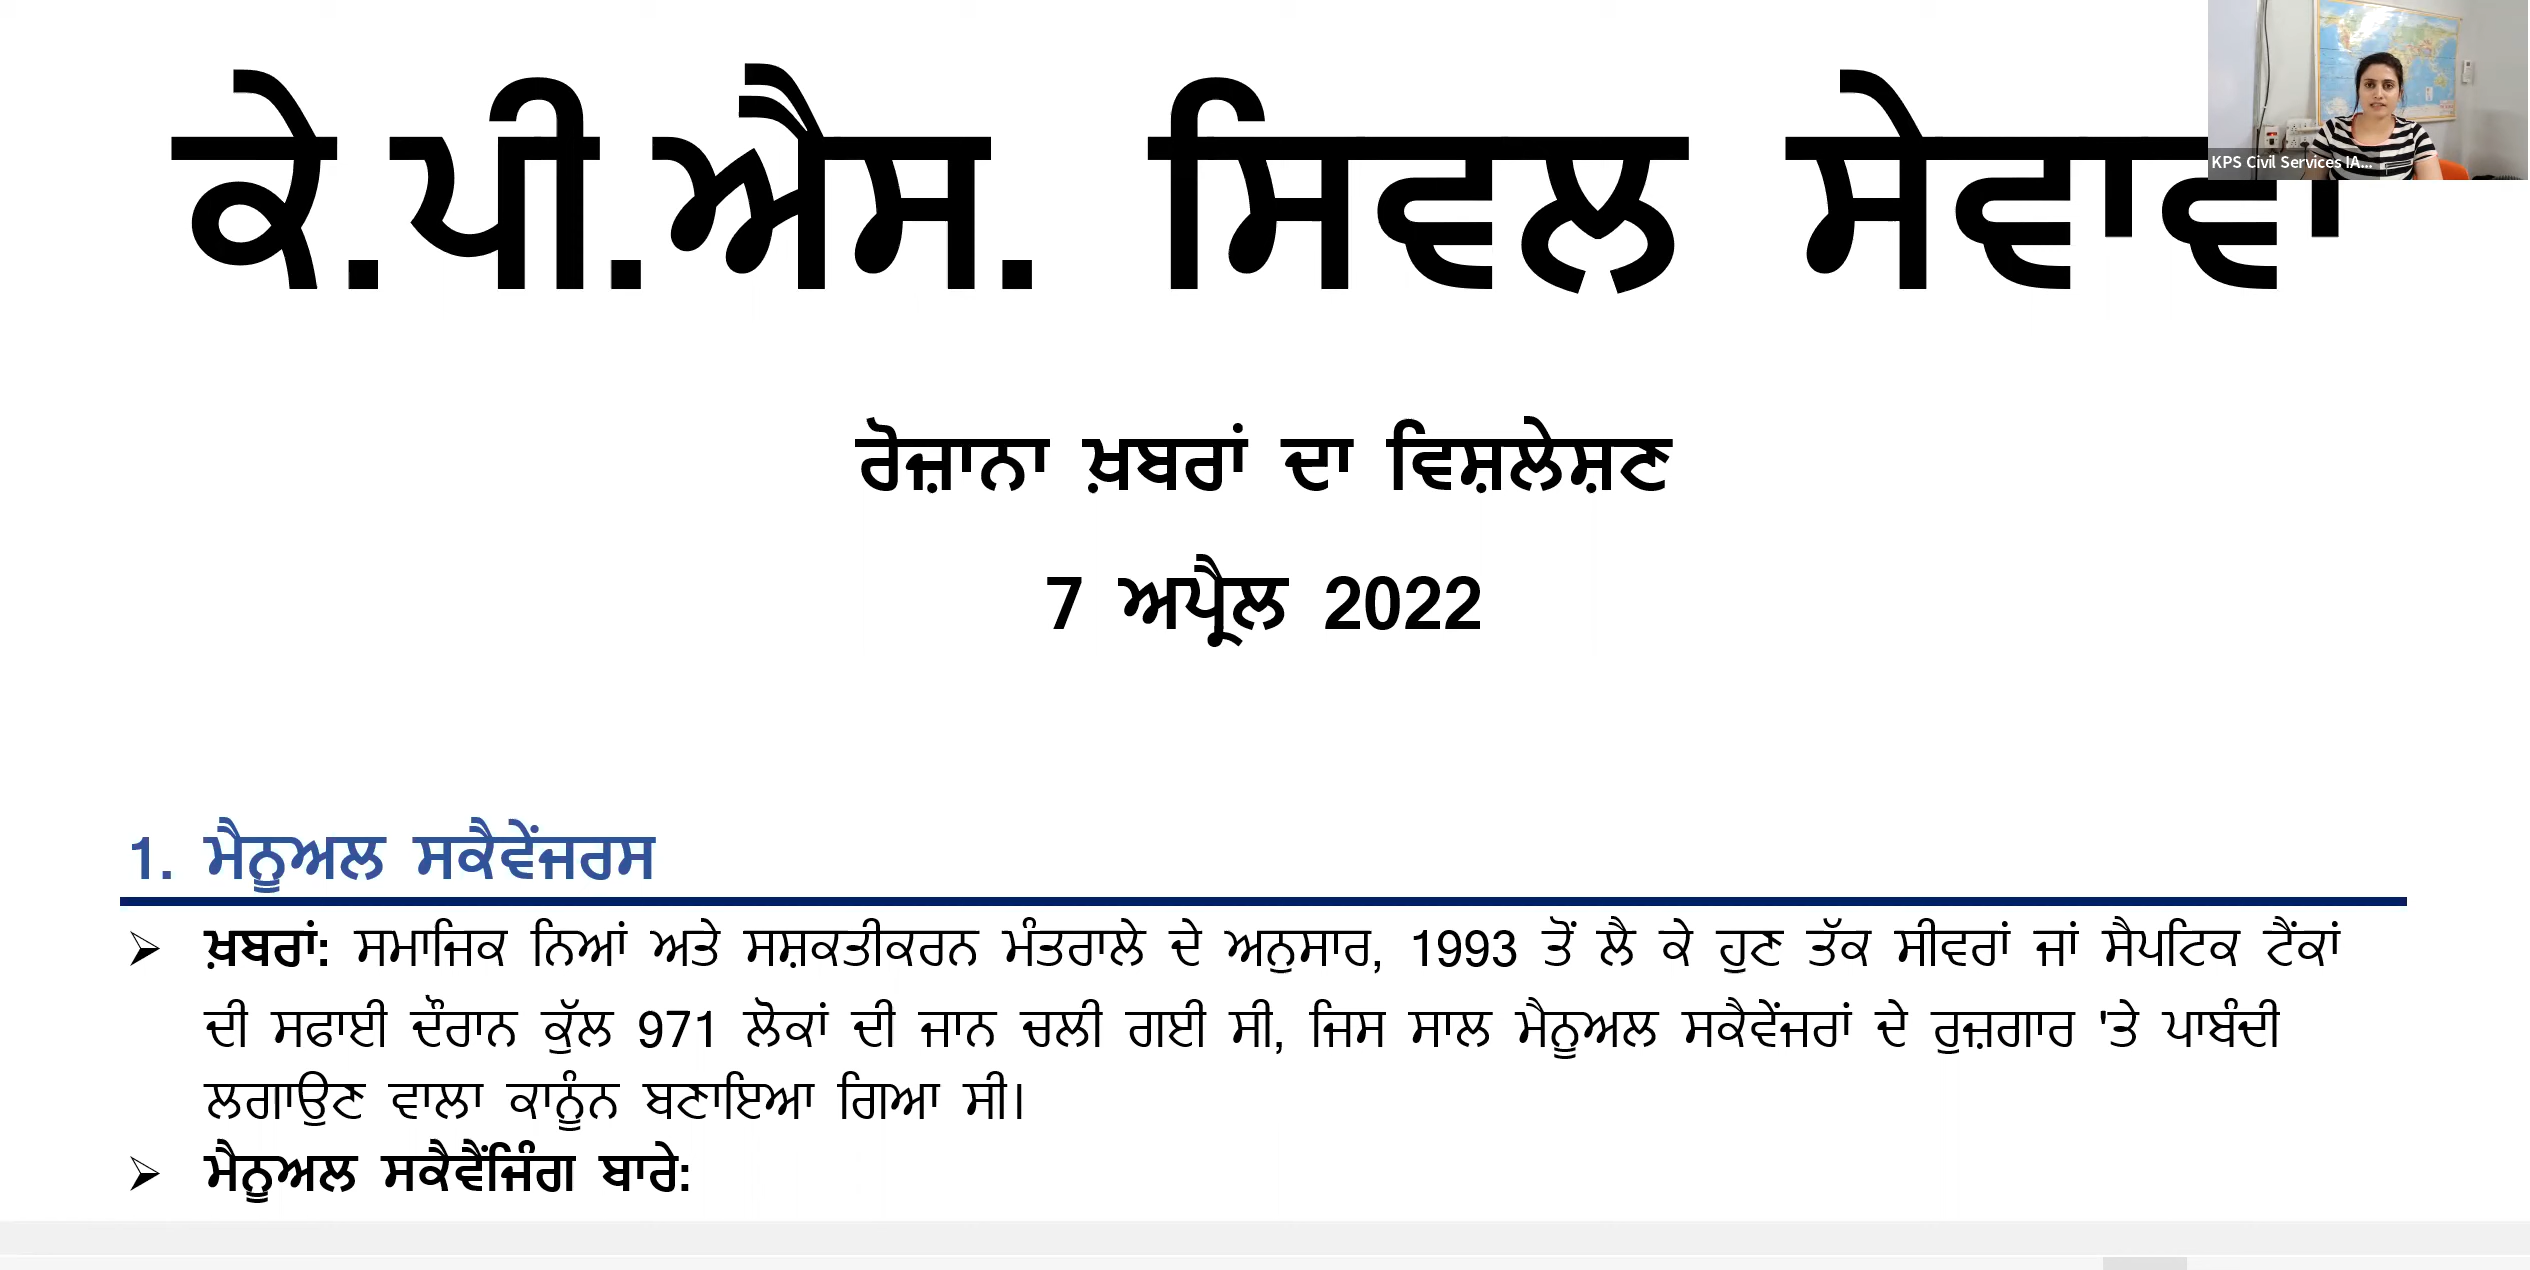 ਕੇ.ਪੀ.ਐਸ. ਸਿਵਲ ਸੇਵਾਵਾਂ
KPS Civil Services IA...
ਰੋਜ਼ਾਨਾ ਖ਼ਬਰਾਂ ਦਾ ਵਿਸ਼ਲੇਸ਼ਣ
7 ਅਪ੍ਰੈਲ 2022
1. ਮੈਨੂਅਲ ਸਕੈਵੇਂਜਰਸ
➢ ਖ਼ਬਰਾਂ: ਸਮਾਜਿਕ ਨਿਆਂ ਅਤੇ ਸਸ਼ਕਤੀਕਰਨ ਮੰਤਰਾਲੇ ਦੇ ਅਨੁਸਾਰ, 1993 ਤੋਂ ਲੈ ਕੇ ਹੁਣ ਤੱਕ ਸੀਵਰਾਂ ਜਾਂ ਸੈਪਟਿਕ ਟੈਂਕਾਂ
ਦੀ ਸਫਾਈ ਦੌਰਾਨ ਕੁੱਲ 971 ਲੋਕਾਂ ਦੀ ਜਾਨ ਚਲੀ ਗਈ ਸੀ, ਜਿਸ ਸਾਲ ਮੈਨੂਅਲ ਸਕੈਵੇਂਜਰਾਂ ਦੇ ਰੁਜ਼ਗਾਰ 'ਤੇ ਪਾਬੰਦੀ
ਲਗਾਉਣ ਵਾਲਾ ਕਾਨੂੰਨ ਬਣਾਇਆ ਗਿਆ ਸੀ।
➢ ਮੈਨੂਅਲ ਸਕੈਵੈਂਜਿੰਗ ਬਾਰੇ: